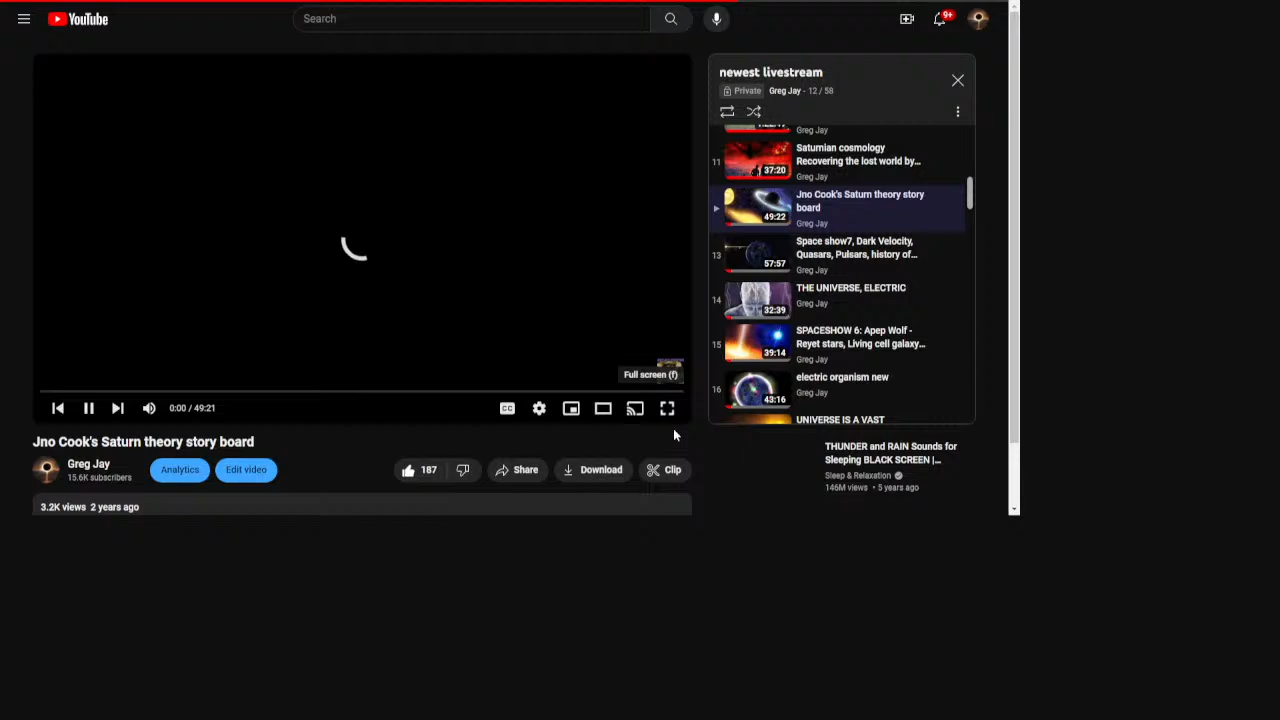 YouTube
Search
9+
Full screen (f)
CC
0:00 / 49:21
Jno Cook's Saturn theory story board
Greg Jay
15.6K subscribers
Analytics
Edit video
187
Share
Download
Clip
3.2K views 2 years ago
newest livestream
Private
Greg Jay - 12 / 58
Greg Jay
11
37:20
Saturnian cosmology
Recovering the lost world by...
Greg Jay
49:22
Jno Cook's Saturn theory story
board
Greg Jay
13
57:57
Space show7, Dark Velocity,
Quasars, Pulsars, history of...
Greg Jay
14
32:39
THE UNIVERSE, ELECTRIC
Greg Jay
15
39:14
SPACESHOW 6: Apep Wolf -
Reyet stars, Living cell galaxy...
Greg Jay
16
43:16
electric organism new
Greg Jay
UNIVERSE IS A VAST
THUNDER and RAIN Sounds for
Sleeping BLACK SCREEN |...
Sleep & Relaxation
146M views • 5 years ago